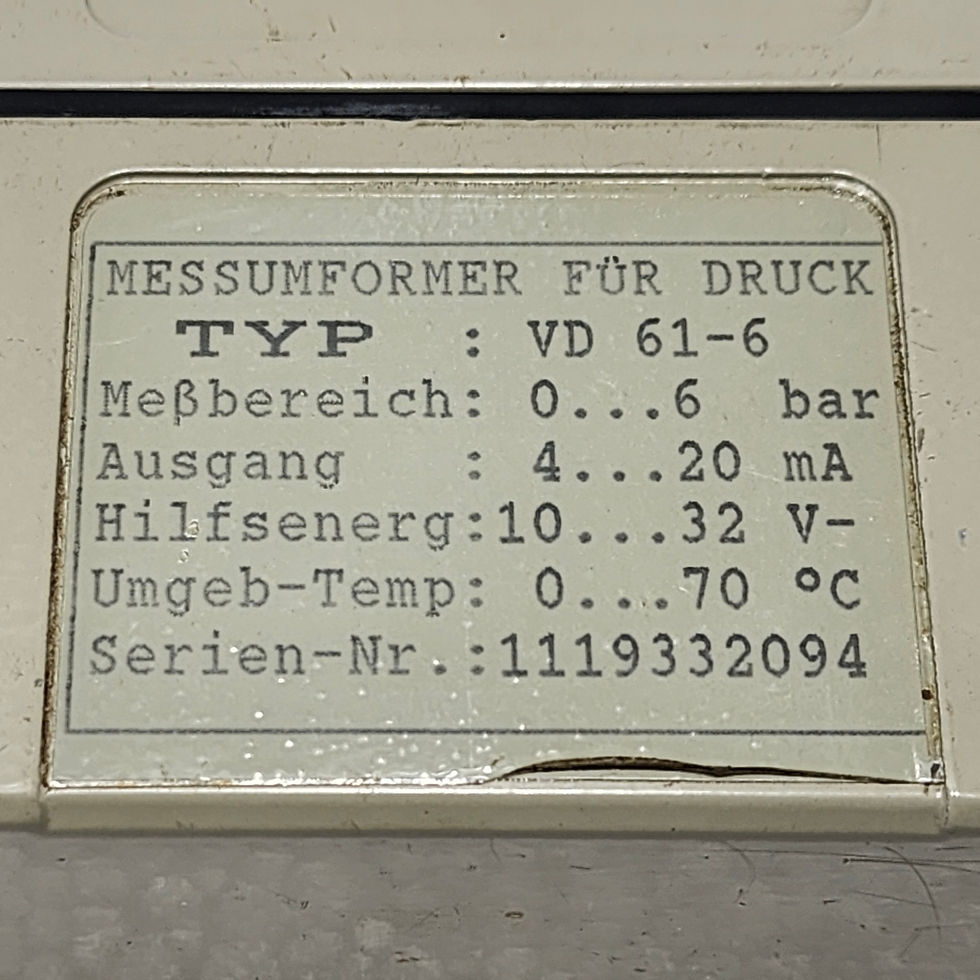 MESSUMFORMER FÜR DRUCK
TYP : VD 61-6
Meßbereich: 0...6 bar
Ausgang : 4...20 mA
Hilfsenerg:10...32 V-
Umgeb-Temp: 0...70 °C
Serien-Nr.:1119332094